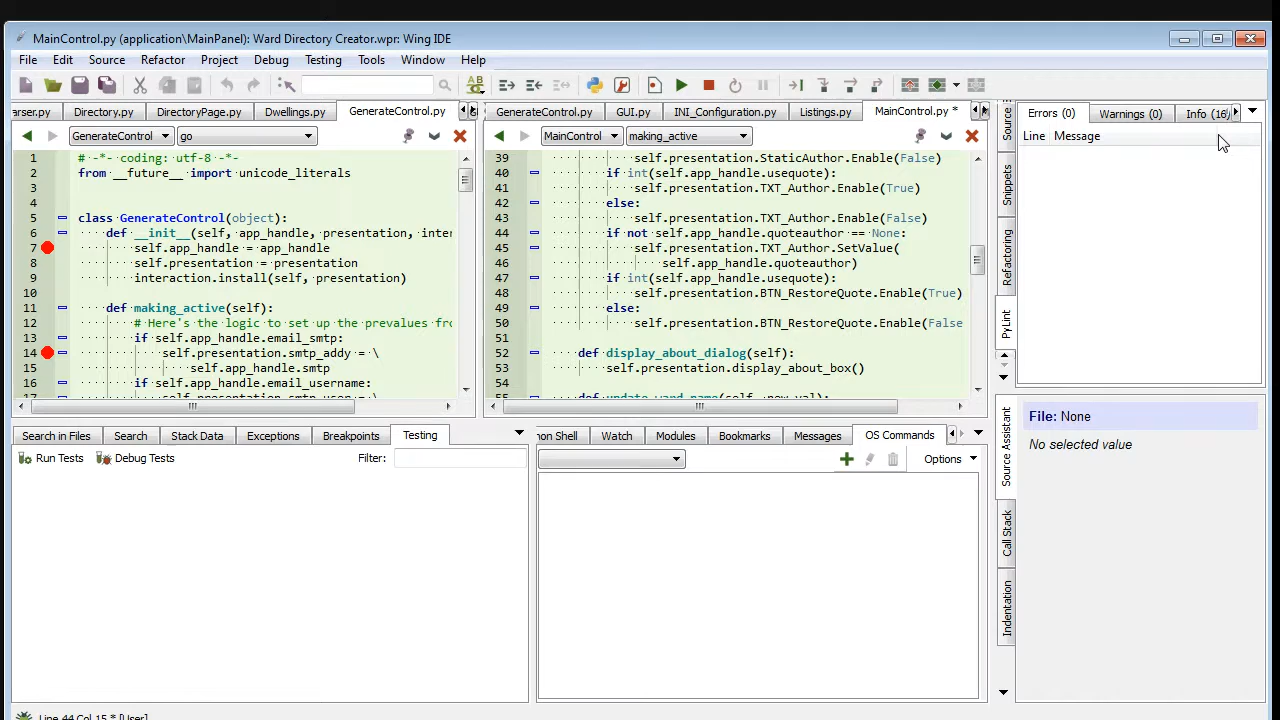 MainControl.py (application\MainPanel): Ward Directory Creator.wpr: Wing IDE
File Edit Source Refactor Project Debug Testing Tools Window Help
arser.py Directory.py DirectoryPage.py Dwellings.py GenerateControl.py
GenerateControl go
1 # -*- coding: utf-8 -*-
2 from __future__ import unicode_literals
3
4
5 class GenerateControl(object):
6 def __init__(self, app_handle, presentation, inter
7 self.app_handle = app_handle
8 self.presentation = presentation
9 interaction.install(self, presentation)
10
11 def making_active(self):
12 # Here's the logic to set up the prevalues fro
13 if self.app_handle.email_smtp:
14 self.presentation.smtp_addy = \
15 self.app_handle.smtp
16 if self.app_handle.email_username:
17 self.presentation.smtp_user = \
GenerateControl.py GUI.py INI_Configuration.py Listings.py MainControl.py *
MainControl making_active
39 self.presentation.StaticAuthor.Enable(False)
40 if int(self.app_handle.usequote):
41 self.presentation.TXT_Author.Enable(True)
42 else:
43 self.presentation.TXT_Author.Enable(False)
44 if not self.app_handle.quoteauthor == None:
45 self.presentation.TXT_Author.SetValue(
46 self.app_handle.quoteauthor)
47 if int(self.app_handle.usequote):
48 self.presentation.BTN_RestoreQuote.Enable(True)
49 else:
50 self.presentation.BTN_RestoreQuote.Enable(False
51
52 def display_about_dialog(self):
53 self.presentation.display_about_box()
54
55 def update_ward_name(self, new_val):
Source
Snippets
Refactoring
PyLint
Errors (0) Warnings (0) Info (16)
Line Message
Search in Files Search Stack Data Exceptions Breakpoints Testing
Run Tests Debug Tests Filter:
hon Shell Watch Modules Bookmarks Messages OS Commands
Options
Source Assistant
Call Stack
Indentation
File: None
No selected value
Line 44 Col 15 * [User]